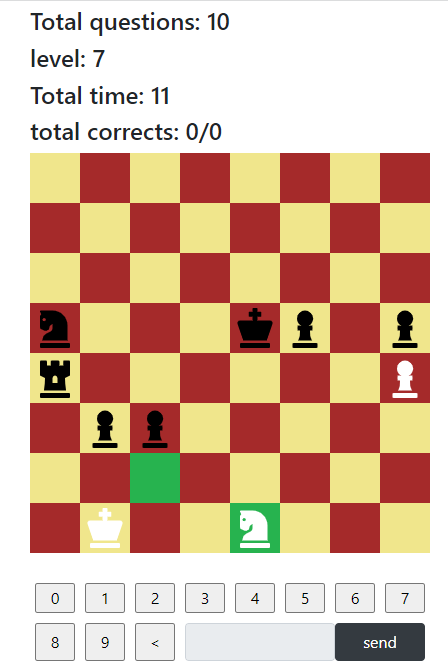 Total questions: 10
level: 7
Total time: 11
total corrects: 0/0
0 1 2 3 4 5 6 7
8 9 < send